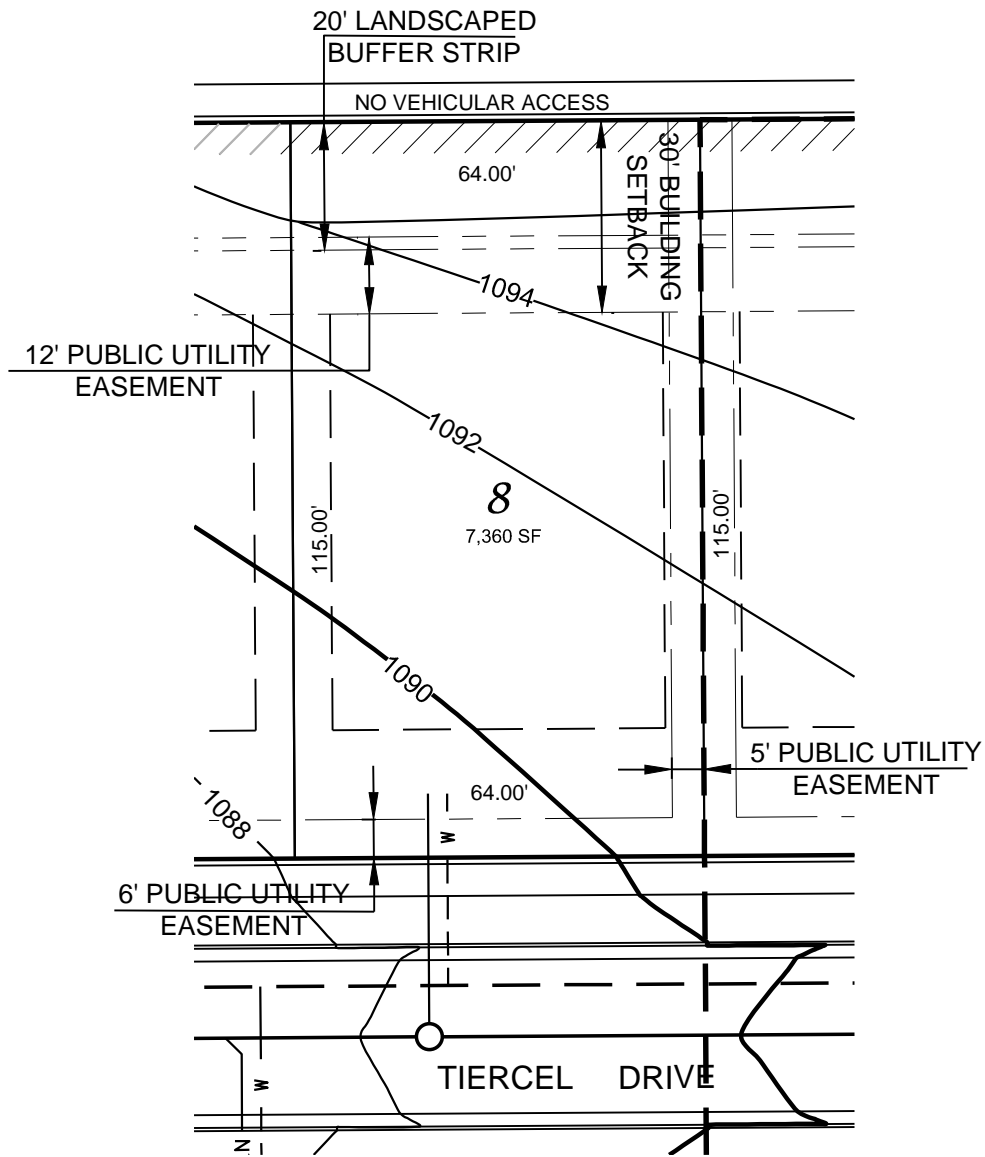 20' LANDSCAPED
BUFFER STRIP
NO VEHICULAR ACCESS
64.00'
30' BUILDING
SETBACK
1094
12' PUBLIC UTILITY
EASEMENT
1092
8
7,360 SF
115.00'
115.00'
1090
5' PUBLIC UTILITY
EASEMENT
64.00'
1088
W
6' PUBLIC UTILITY
EASEMENT
TIERCEL DRIVE
W
N